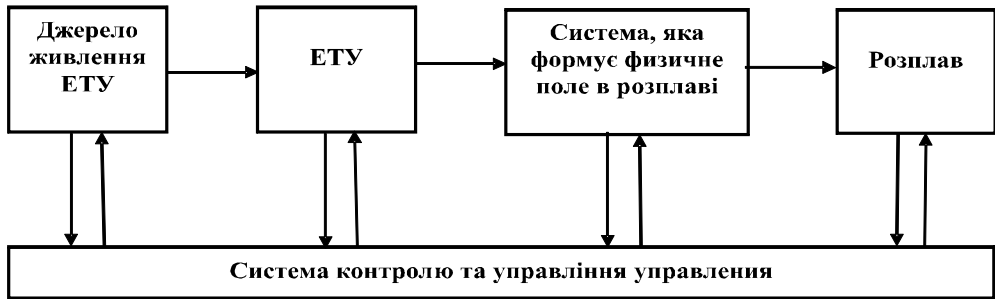 Джерело
живлення
ЕТУ
ЕТУ
Система, яка
формує физичне
поле в розплаві
Розплав
Система контролю та управління управления